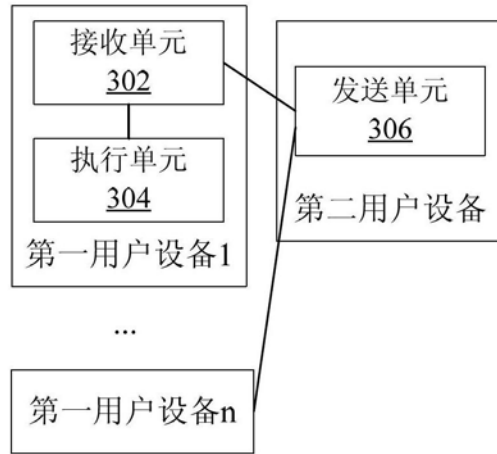 接收单元
302
执行单元
304
第一用户设备1
发送单元
306
第二用户设备
...
第一用户设备n